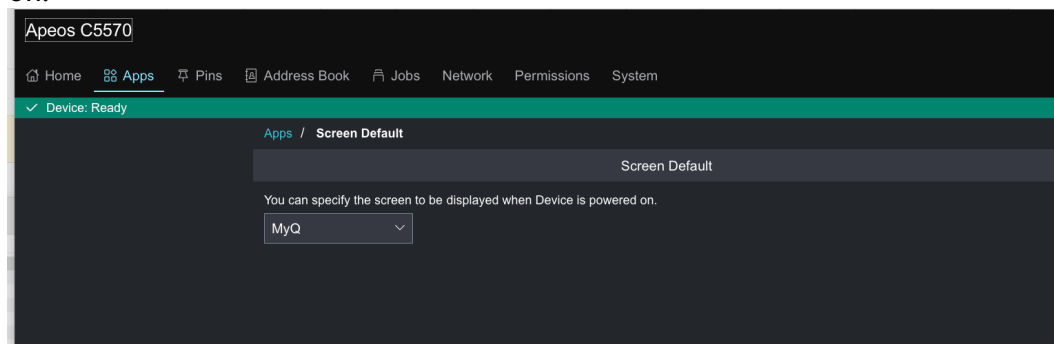 on.
Apeos C5570
Home Apps Pins Address Book Jobs Network Permissions System
Device: Ready
Apps / Screen Default
Screen Default
You can specify the screen to be displayed when Device is powered on.
MyQ